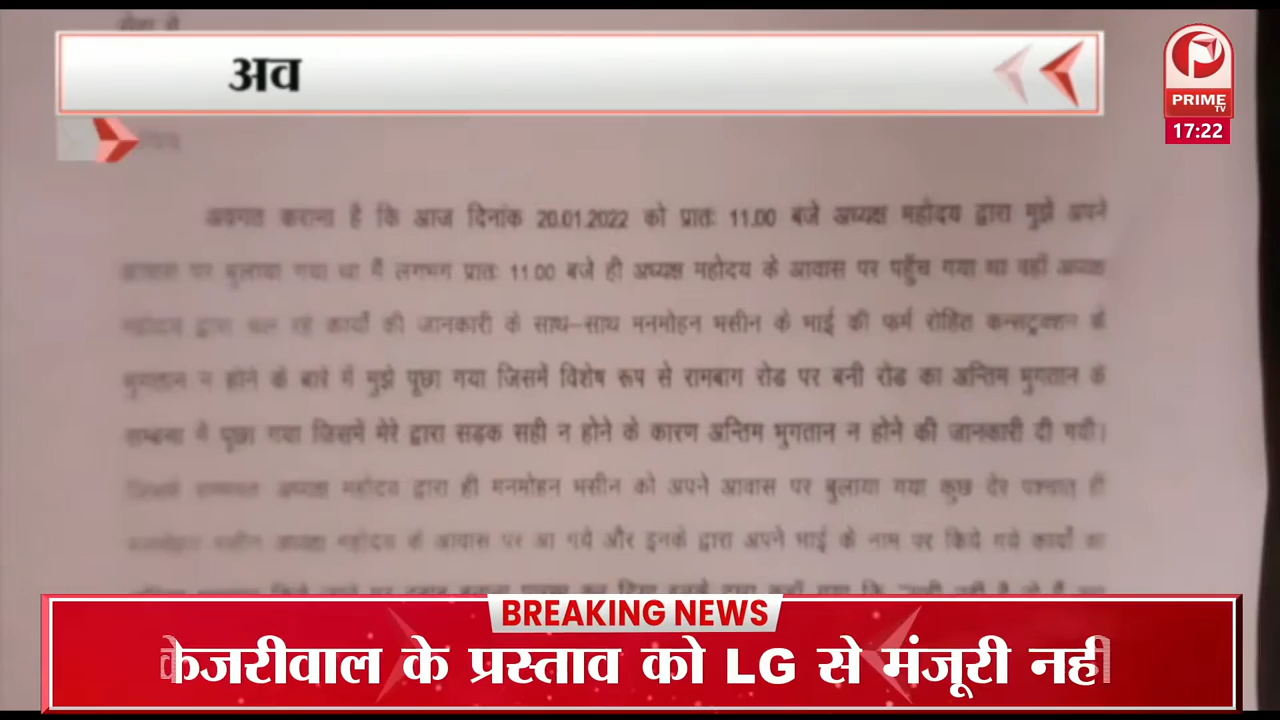 अव
PRIME
TV
17:22
अवगत कराना है कि आज दिनांक 20.01.2022 को प्रातः 11.00 बजे अध्यक्ष महोदय द्वारा मुझे अपने
आवास पर बुलाया गया था मैं लगभग प्रातः 11.00 बजे ही अध्यक्ष महोदय के आवास पर पहुँच गया था वहाँ अध्यक्ष
महोदय द्वारा चल रहे कार्यों की जानकारी के साथ-साथ मनमोहन भसीन के भाई की फर्म रोहित कन्सट्रक्शन के
भुगतान न होने के बारे में मुझे पूछा गया जिसमें विशेष रूप से रामबाग रोड पर बनी रोड का अन्तिम भुगतान के
सम्बन्ध में पूछा गया जिसमें मेरे द्वारा सड़क सही न होने के कारण अन्तिम भुगतान न होने की जानकारी दी गयी।
अध्यक्ष महोदय द्वारा ही मनमोहन भसीन को अपने आवास पर बुलाया गया कुछ देर पश्चात् ही
मनमोहन भसीन अध्यक्ष महोदय के आवास पर आ गये और इनके द्वारा अपने भाई के नाम पर किये गये कार्यों का
BREAKING NEWS
केजरीवाल के प्रस्ताव को LG से मंजूरी नहीं